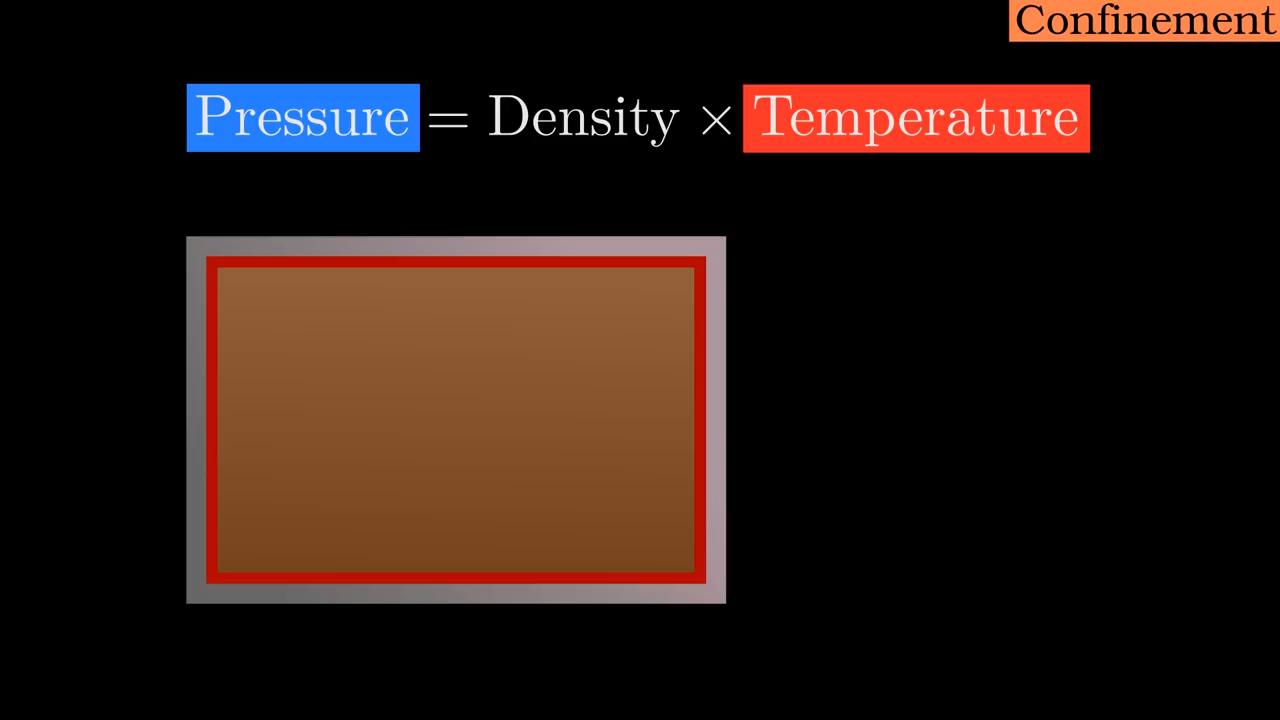 Confinement
Pressure = Density × Temperature